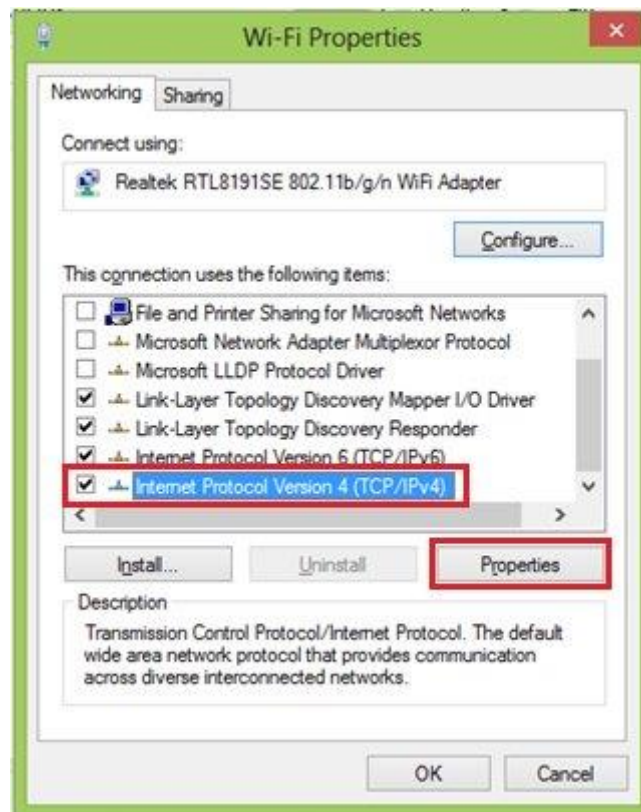 Wi-Fi Properties
Networking
Sharing
Connect using:
Realtek RTL8191SE 802.11b/g/n WiFi Adapter
Configure...
This connection uses the following items:
File and Printer Sharing for Microsoft Networks
Microsoft Network Adapter Multiplexor Protocol
Microsoft LLDP Protocol Driver
Link-Layer Topology Discovery Mapper I/O Driver
Link-Layer Topology Discovery Responder
Internet Protocol Version 6 (TCP/IPv6)
Internet Protocol Version 4 (TCP/IPv4)
Install...
Uninstall
Properties
Description
Transmission Control Protocol/Internet Protocol. The default
wide area network protocol that provides communication
across diverse interconnected networks.
OK
Cancel